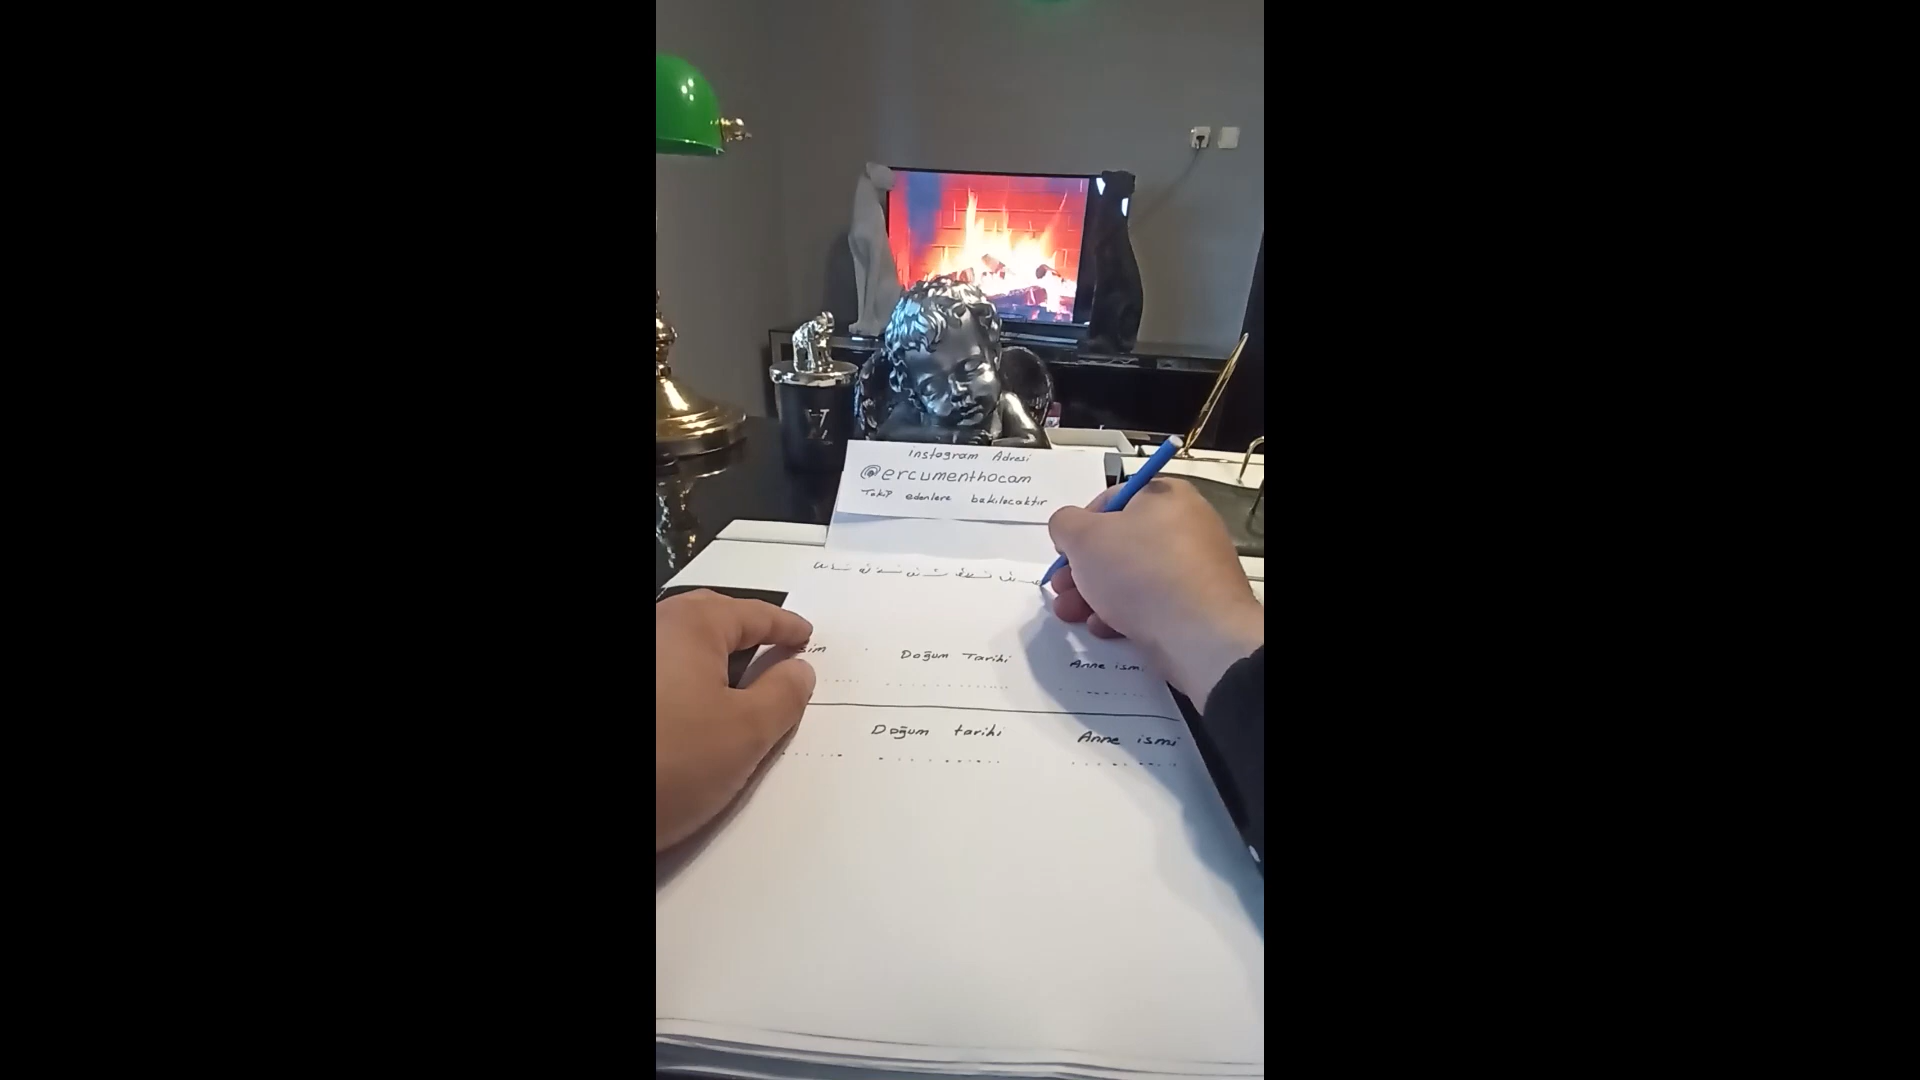 instagram Adresi
@ercumenthocam
Takip edenlere bakılacaktır
Doğum Tarihi
Anne ismi
Doğum tarihi
Anne ismi